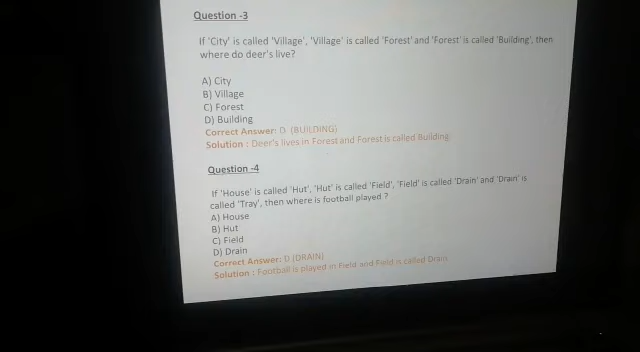 Question -3
If 'City' is called 'Village', 'Village' is called 'Forest' and 'Forest' is called 'Building', then
where do deer's live?
A) City
B) Village
C) Forest
D) Building
Correct Answer: D (BUILDING)
Solution : Deer's lives in Forest and Forest is called Building.
Question -4
If 'House' is called 'Hut', 'Hut' is called 'Field', 'Field' is called 'Drain' and 'Drain' is
called 'Tray', then where is football played ?
A) House
B) Hut
C) Field
D) Drain
Correct Answer: D (DRAIN)
Solution : Football is played in Field and Field is called Drain.